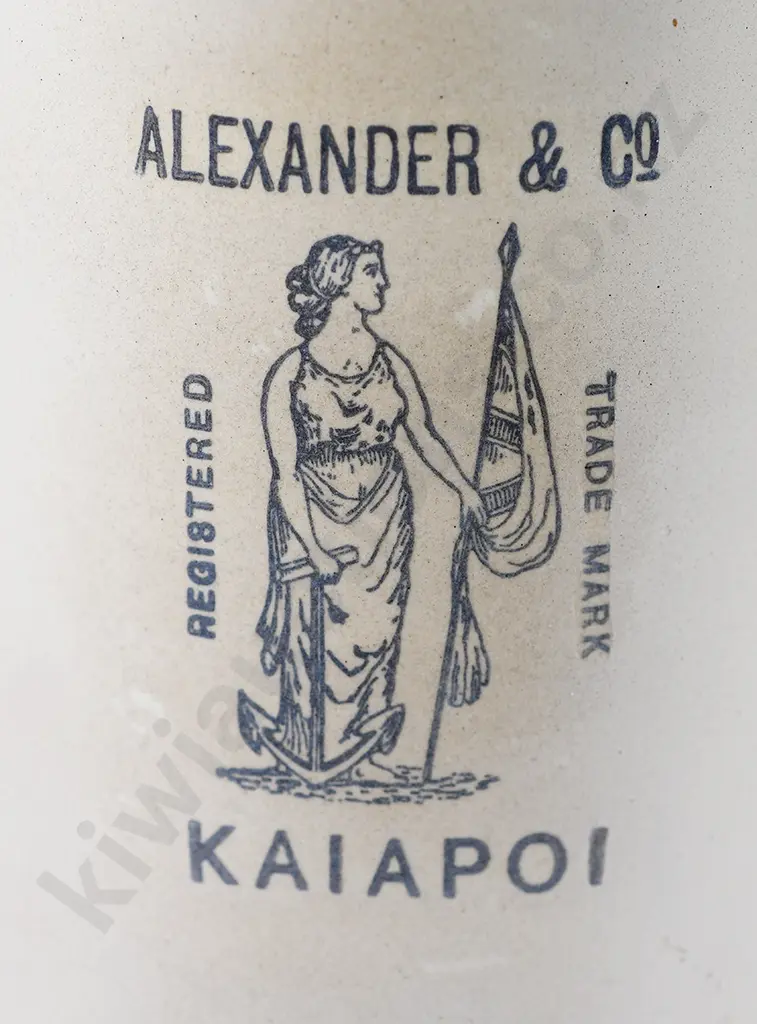 ALEXANDER & Co
REGISTERED
TRADE MARK
KAIAPOI